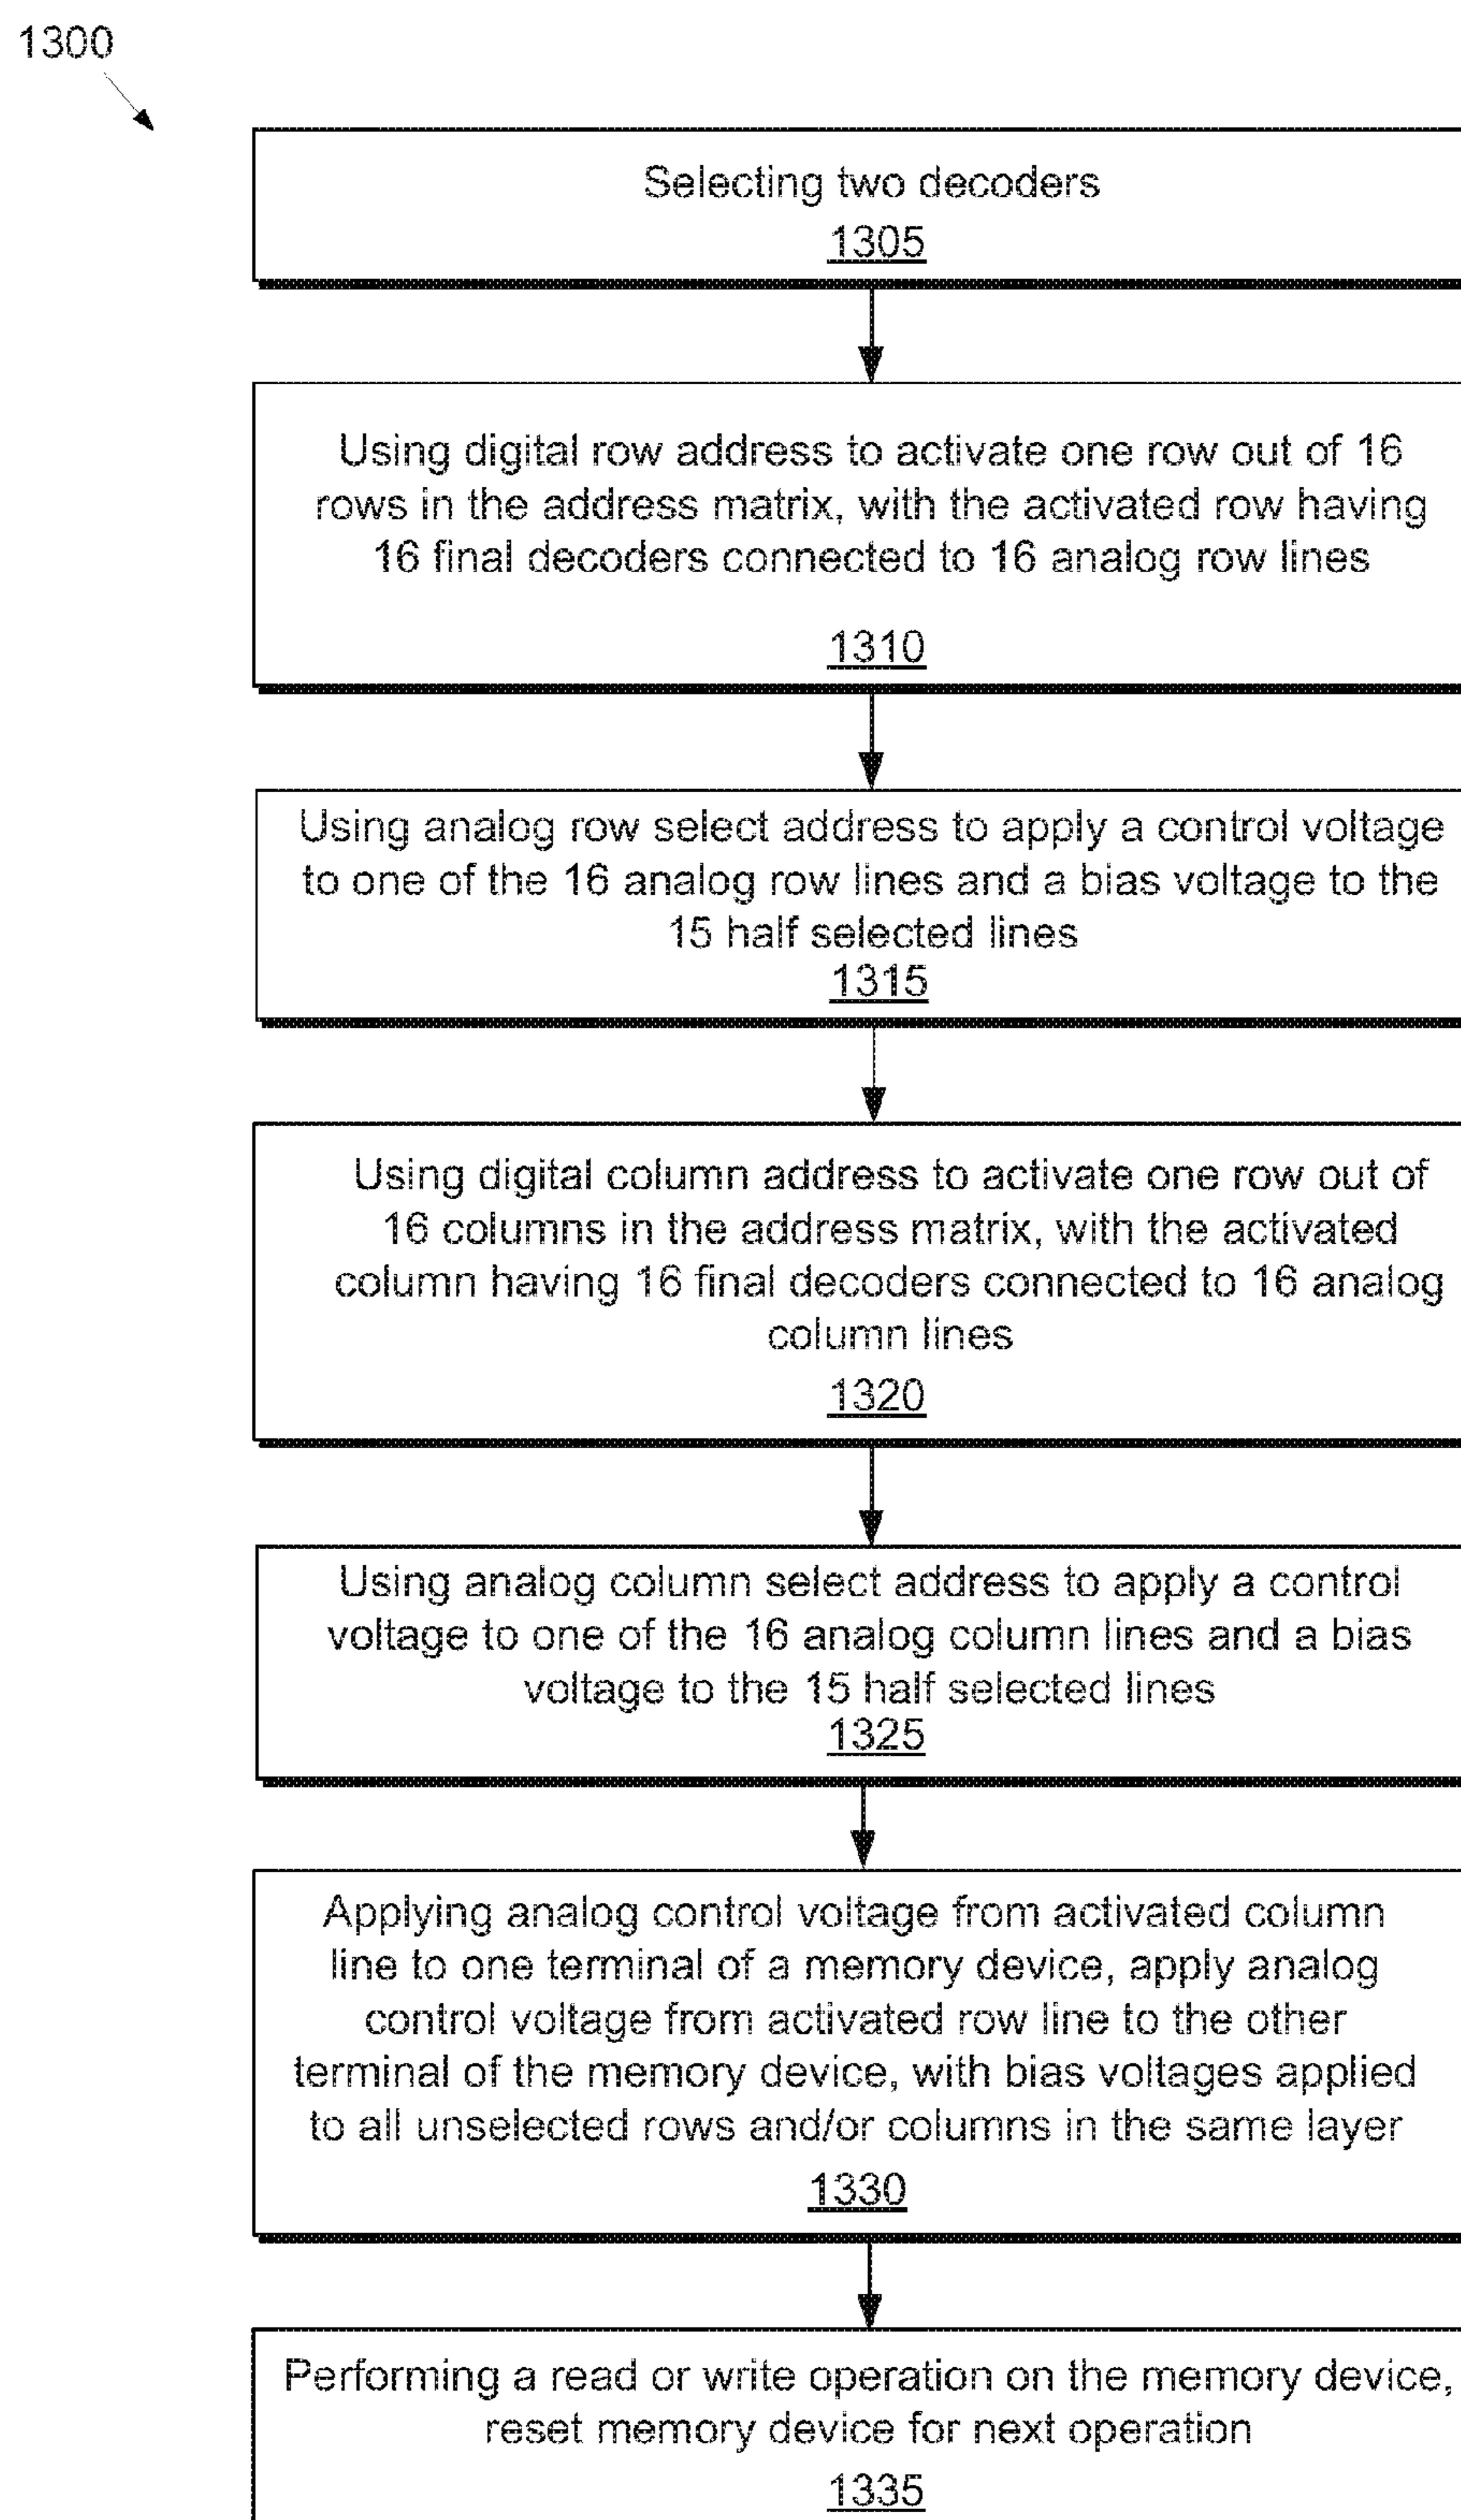 1300
Selecting two decoders
1305
Using digital row address to activate one row out of 16
rows in the address matrix, with the activated row having
16 final decoders connected to 16 analog row lines
1310
Using analog row select address to apply a control voltage
to one of the 16 analog row lines and a bias voltage to the
15 half selected lines
1315
Using digital column address to activate one row out of
16 columns in the address matrix, with the activated
column having 16 final decoders connected to 16 analog
column lines
1320
Using analog column select address to apply a control
voltage to one of the 16 analog column lines and a bias
voltage to the 15 half selected lines
1325
Applying analog control voltage from activated column
line to one terminal of a memory device, apply analog
control voltage from activated row line to the other
terminal of the memory device, with bias voltages applied
to all unselected rows and/or columns in the same layer
1330
Performing a read or write operation on the memory device,
reset memory device for next operation
1335